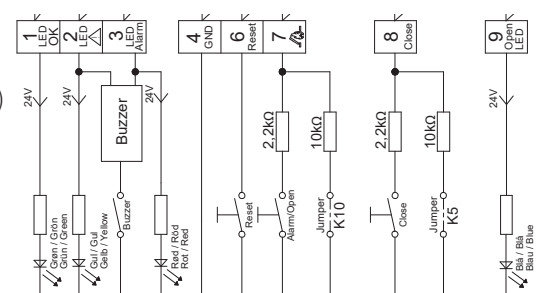 1
LED
OK
2
LED
3
LED
Alarm
4
GND
6
Reset
7
8
Close
9
Open
LED
24V
24V
24V
24V
Buzzer
2,2kΩ
10kΩ
2,2kΩ
10kΩ
Grøn / Grön
Grün / Green
Gul / Gul
Gelb / Yellow
Buzzer
Rød / Röd
Rot / Red
Reset
Alarm/Open
Jumper
K10
Close
Jumper
K5
Blå / Blå
Blau / Blue